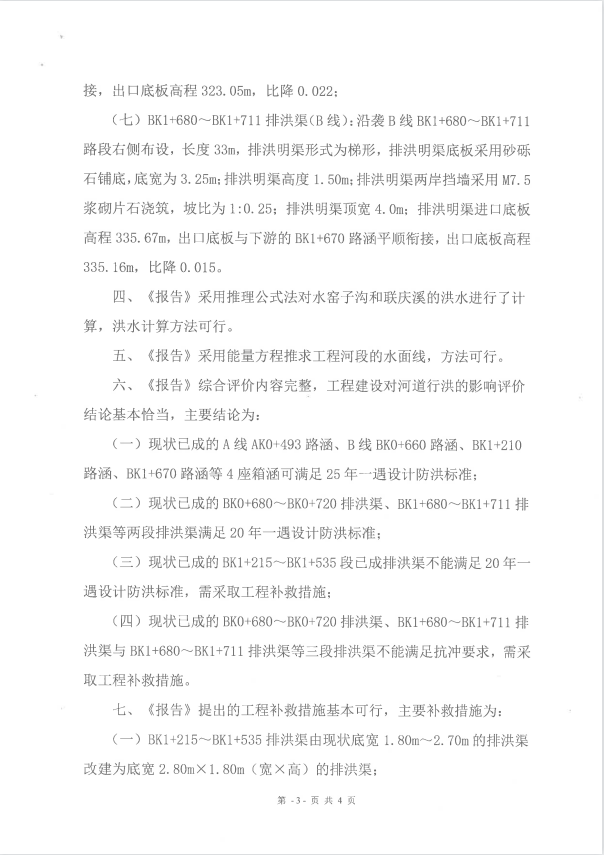 接，出口底板高程 323.05m，比降 0.022；
（七）BK1+680～BK1+711 排洪渠（B 线）：沿袭 B 线 BK1+680～BK1+711
路段右侧布设，长度 33m，排洪明渠形式为梯形，排洪明渠底板采用砂砾
石铺底，底宽为 3.25m；排洪明渠高度 1.50m；排洪明渠两岸挡墙采用 M7.5
浆砌片石浇筑，坡比为 1:0.25；排洪明渠顶宽 4.0m；排洪明渠进口底板
高程 335.67m，出口底板与下游的 BK1+670 路涵平顺衔接，出口底板高程
335.16m，比降 0.015。
四、《报告》采用推理公式法对水窑子沟和联庆溪的洪水进行了计
算，洪水计算方法可行。
五、《报告》采用能量方程推求工程河段的水面线，方法可行。
六、《报告》综合评价内容完整，工程建设对河道行洪的影响评价
结论基本恰当，主要结论为：
（一）现状已成的 A 线 AK0+493 路涵、B 线 BK0+660 路涵、BK1+210
路涵、BK1+670 路涵等 4 座箱涵可满足 25 年一遇设计防洪标准；
（二）现状已成的 BK0+680～BK0+720 排洪渠、BK1+680～BK1+711 排
洪渠等两段排洪渠满足 20 年一遇设计防洪标准；
（三）现状已成的 BK1+215～BK1+535 段已成排洪渠不能满足 20 年一
遇设计防洪标准，需采取工程补救措施；
（四）现状已成的 BK0+680～BK0+720 排洪渠、BK1+680～BK1+711 排
洪渠与 BK1+680～BK1+711 排洪渠等三段排洪渠不能满足抗冲要求，需采
取工程补救措施。
七、《报告》提出的工程补救措施基本可行，主要补救措施为：
（一）BK1+215～BK1+535 排洪渠由现状底宽 1.80m～2.70m 的排洪渠
改建为底宽 2.80m×1.80m（宽×高）的排洪渠；
第 -3- 页 共 4 页